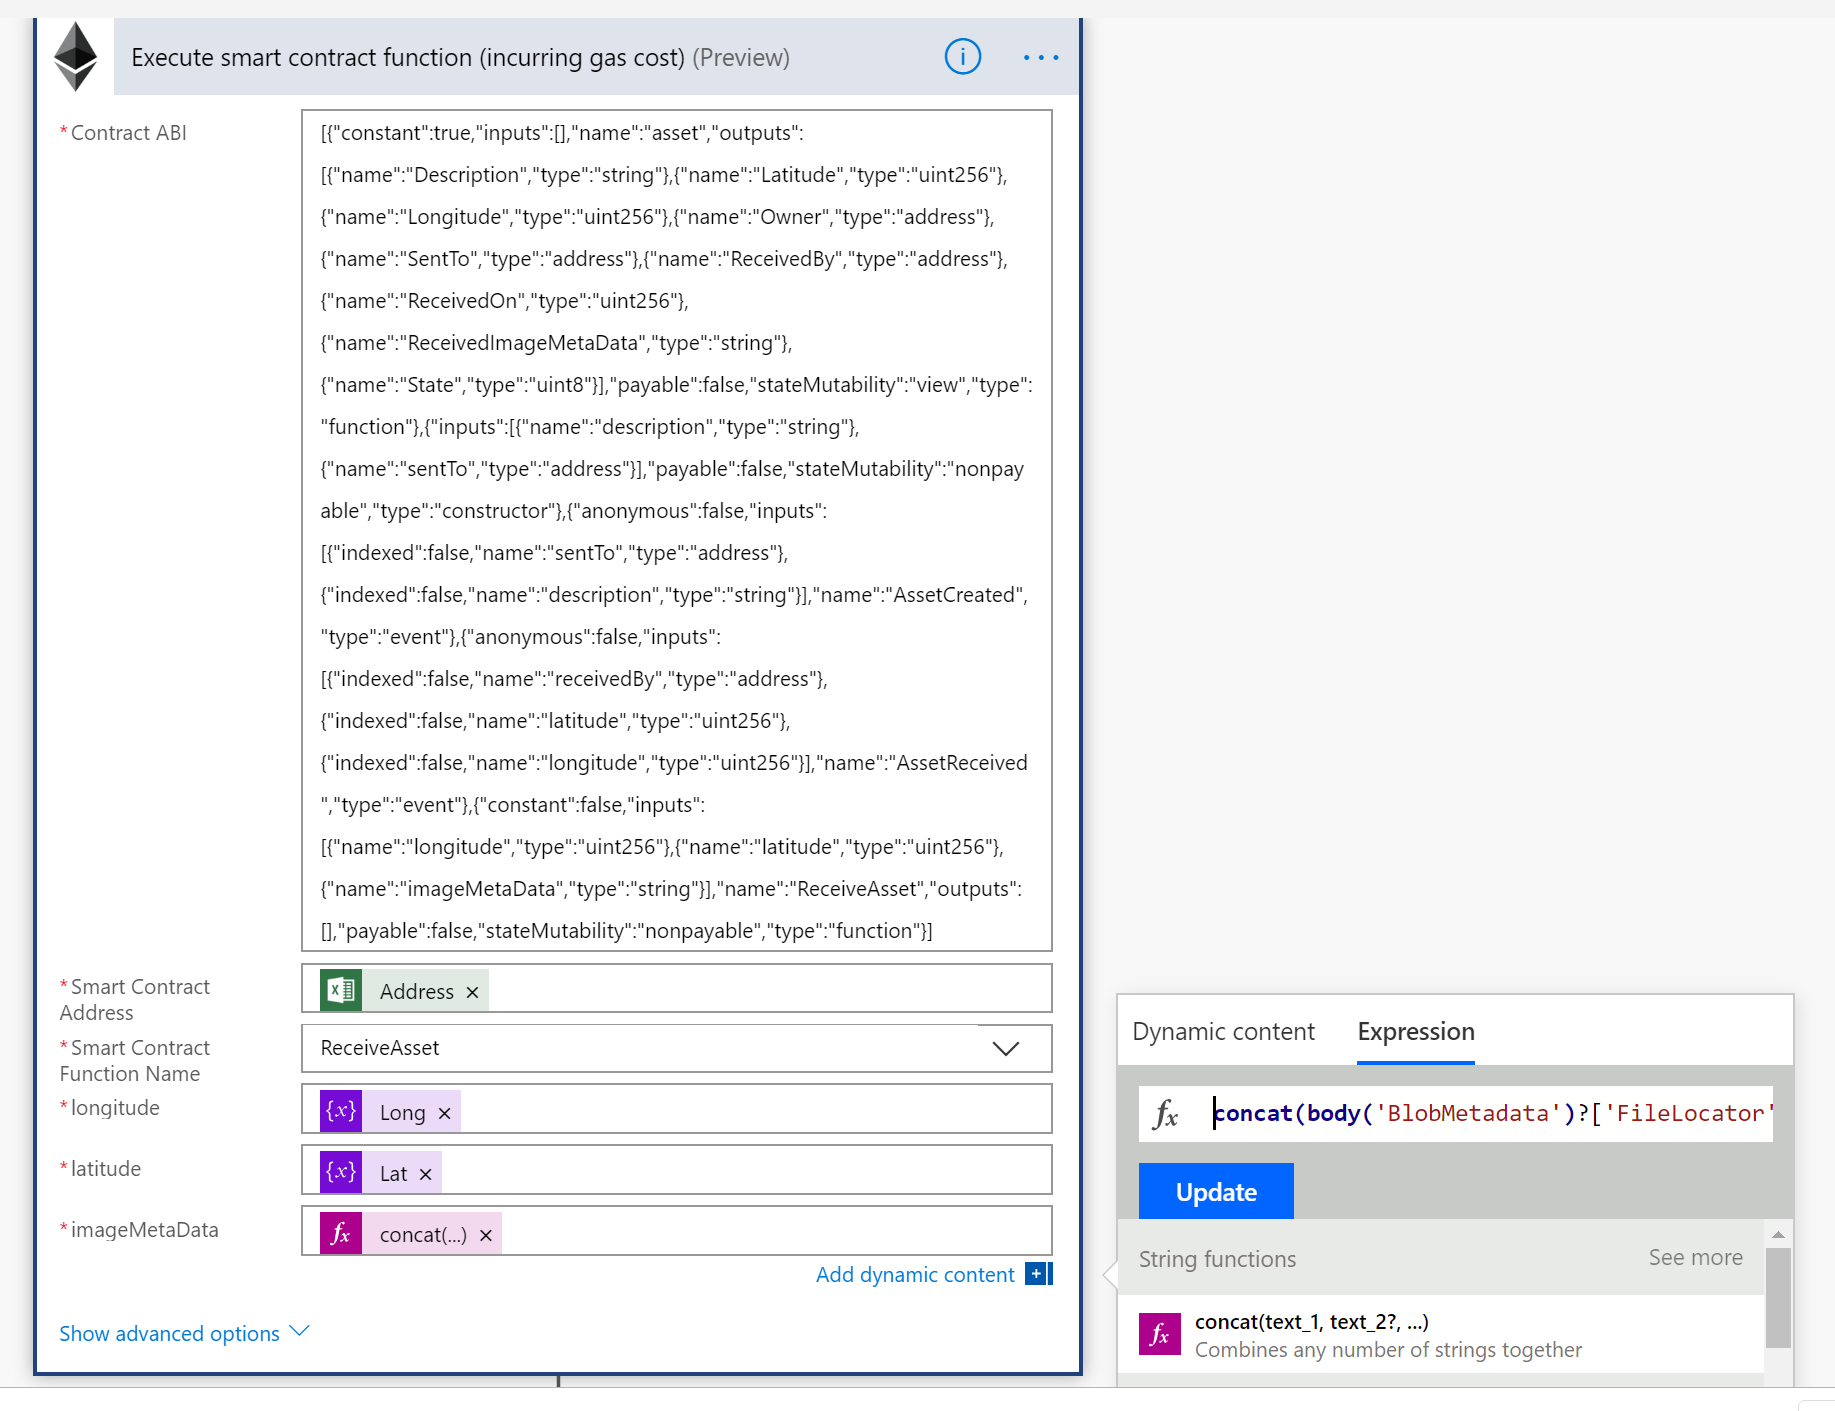 Execute smart contract function (incurring gas cost) (Preview)
*Contract ABI
[{"constant":true,"inputs":[],"name":"asset","outputs":
[{"name":"Description","type":"string"},{"name":"Latitude","type":"uint256"},
{"name":"Longitude","type":"uint256"},{"name":"Owner","type":"address"},
{"name":"SentTo","type":"address"},{"name":"ReceivedBy","type":"address"},
{"name":"ReceivedOn","type":"uint256"},
{"name":"ReceivedImageMetaData","type":"string"},
{"name":"State","type":"uint8"}],"payable":false,"stateMutability":"view","type":
"function"},{"inputs":[{"name":"description","type":"string"},
{"name":"sentTo","type":"address"}],"payable":false,"stateMutability":"nonpay
able","type":"constructor"},{"anonymous":false,"inputs":
[{"indexed":false,"name":"sentTo","type":"address"},
{"indexed":false,"name":"description","type":"string"}],"name":"AssetCreated",
"type":"event"},{"anonymous":false,"inputs":
[{"indexed":false,"name":"receivedBy","type":"address"},
{"indexed":false,"name":"latitude","type":"uint256"},
{"indexed":false,"name":"longitude","type":"uint256"}],"name":"AssetReceived
","type":"event"},{"constant":false,"inputs":
[{"name":"longitude","type":"uint256"},{"name":"latitude","type":"uint256"},
{"name":"imageMetaData","type":"string"}],"name":"ReceiveAsset","outputs":
[],"payable":false,"stateMutability":"nonpayable","type":"function"}]
*Smart Contract
Address
Address ×
*Smart Contract
Function Name
ReceiveAsset
*longitude
{x} Long ×
*latitude
{x} Lat ×
*imageMetaData
fx concat(...) ×
Add dynamic content +
Show advanced options
Dynamic content Expression
fx concat(body('BlobMetadata')?['FileLocator'
Update
String functions See more
fx concat(text_1, text_2?, ...)
Combines any number of strings together